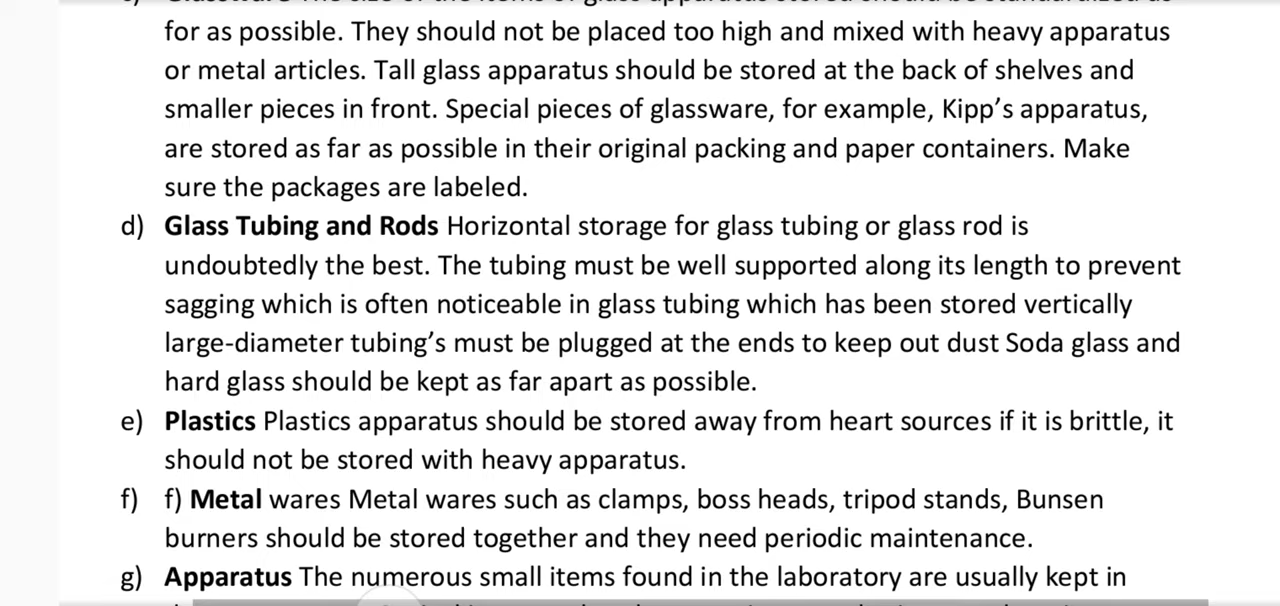 for as possible. They should not be placed too high and mixed with heavy apparatus
or metal articles. Tall glass apparatus should be stored at the back of shelves and
smaller pieces in front. Special pieces of glassware, for example, Kipp’s apparatus,
are stored as far as possible in their original packing and paper containers. Make
sure the packages are labeled.
d) Glass Tubing and Rods Horizontal storage for glass tubing or glass rod is
undoubtedly the best. The tubing must be well supported along its length to prevent
sagging which is often noticeable in glass tubing which has been stored vertically
large-diameter tubing’s must be plugged at the ends to keep out dust Soda glass and
hard glass should be kept as far apart as possible.
e) Plastics Plastics apparatus should be stored away from heart sources if it is brittle, it
should not be stored with heavy apparatus.
f) f) Metal wares Metal wares such as clamps, boss heads, tripod stands, Bunsen
burners should be stored together and they need periodic maintenance.
g) Apparatus The numerous small items found in the laboratory are usually kept in